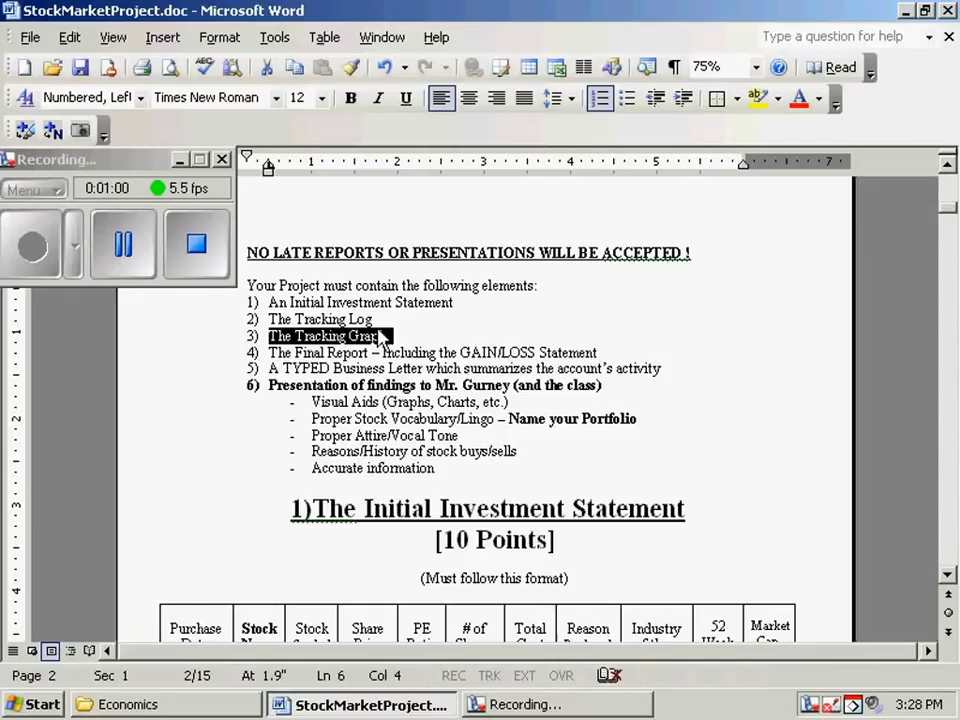 StockMarketProject.doc - Microsoft Word
File Edit View Insert Format Tools Table Window Help
Type a question for help
75% Read
Numbered, Left Times New Roman 12 B I U
Recording...
Menu 0:01:00 5.5 fps
1 2 3 4 5 7
NO LATE REPORTS OR PRESENTATIONS WILL BE ACCEPTED !
Your Project must contain the following elements:
1) An Initial Investment Statement
2) The Tracking Log
3) The Tracking Graph
4) The Final Report – Including the GAIN/LOSS Statement
5) A TYPED Business Letter which summarizes the account’s activity
6) Presentation of findings to Mr. Gurney (and the class)
- Visual Aids (Graphs, Charts, etc.)
- Proper Stock Vocabulary/Lingo – Name your Portfolio
- Proper Attire/Vocal Tone
- Reasons/History of stock buys/sells
- Accurate information
1)The Initial Investment Statement
[10 Points]
(Must follow this format)
Purchase Stock Stock Share PE # of Total Reason Industry 52 Market
Page 2 Sec 1 2/15 At 1.9" Ln 6 Col 4 REC TRK EXT OVR
Start Economics StockMarketProject.... Recording... 3:28 PM